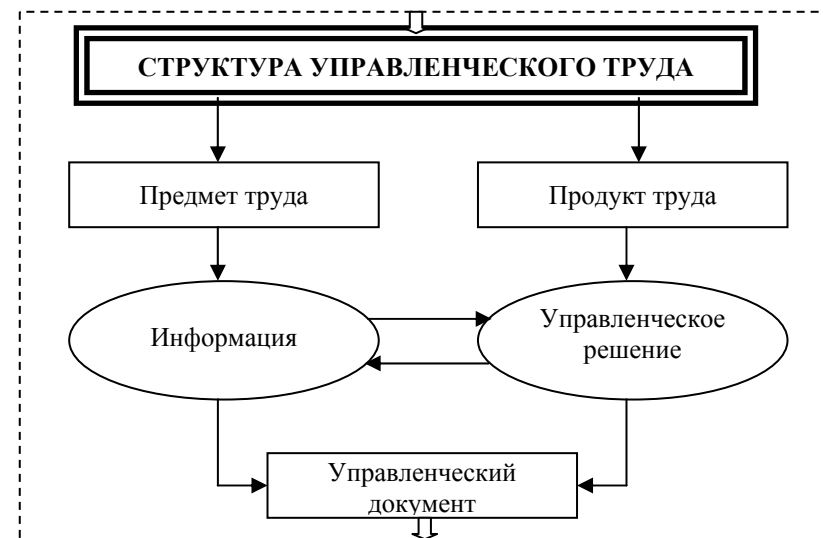 СТРУКТУРА УПРАВЛЕНЧЕСКОГО ТРУДА
Предмет труда
Продукт труда
Информация
Управленческое
решение
Управленческий
документ